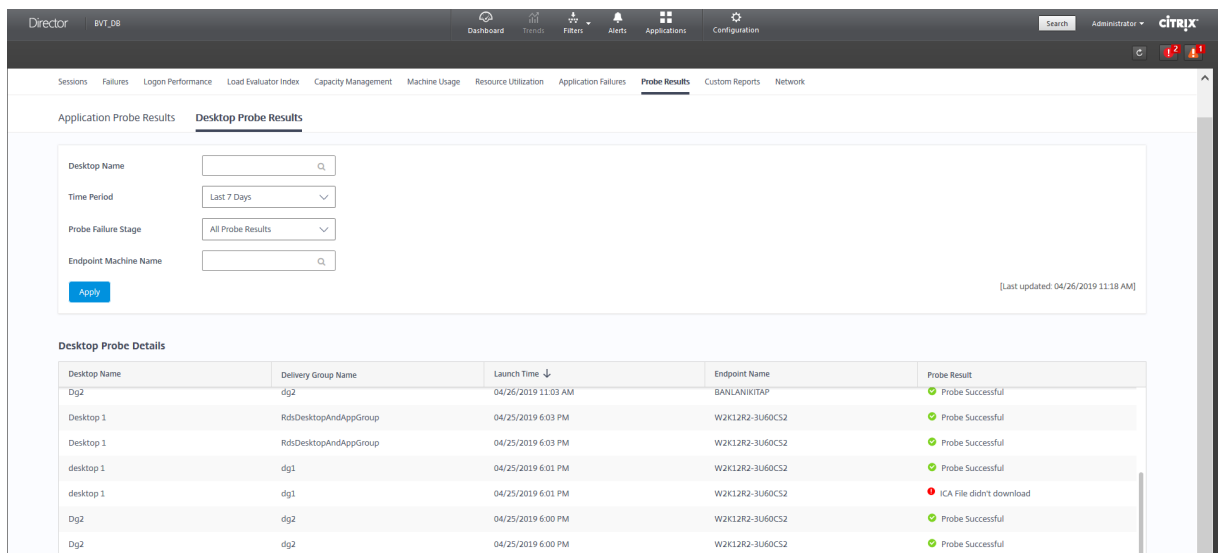 Director BVT_DB Dashboard Trends Filters Alerts Applications Configuration Search Administrator CITRIX
2 1
Sessions Failures Logon Performance Load Evaluator Index Capacity Management Machine Usage Resource Utilization Application Failures Probe Results Custom Reports Network
Application Probe Results Desktop Probe Results
Desktop Name
Time Period Last 7 Days
Probe Failure Stage All Probe Results
Endpoint Machine Name
Apply [Last updated: 04/26/2019 11:18 AM]
Desktop Probe Details
Desktop Name Delivery Group Name Launch Time Endpoint Name Probe Result
Dg2 dg2 04/26/2019 11:03 AM BANLANIKITAP Probe Successful
Desktop 1 RdsDesktopAndAppGroup 04/25/2019 6:03 PM W2K12R2-3U60CS2 Probe Successful
Desktop 1 RdsDesktopAndAppGroup 04/25/2019 6:03 PM W2K12R2-3U60CS2 Probe Successful
desktop 1 dg1 04/25/2019 6:01 PM W2K12R2-3U60CS2 Probe Successful
desktop 1 dg1 04/25/2019 6:01 PM W2K12R2-3U60CS2 ICA File didn't download
Dg2 dg2 04/25/2019 6:00 PM W2K12R2-3U60CS2 Probe Successful
Dg2 dg2 04/25/2019 6:00 PM W2K12R2-3U60CS2 Probe Successful